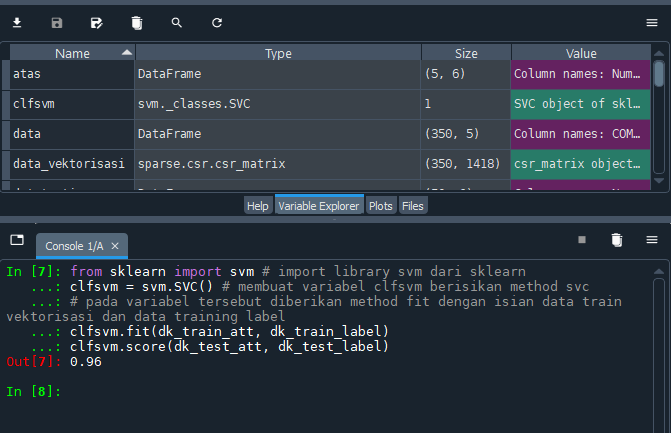 Name Type Size Value
atas DataFrame (5, 6) Column names: Num…
clfsvm svm._classes.SVC 1 SVC object of skl…
data DataFrame (350, 5) Column names: COM…
data_vektorisasi sparse.csr.csr_matrix (350, 1418) csr_matrix object…
Help Variable Explorer Plots Files
Console 1/A
In [7]: from sklearn import svm # import library svm dari sklearn
...: clfsvm = svm.SVC() # membuat variabel clfsvm berisikan method svc
...: # pada variabel tersebut diberikan method fit dengan isian data train
vektorisasi dan data training label
...: clfsvm.fit(dk_train_att, dk_train_label)
...: clfsvm.score(dk_test_att, dk_test_label)
Out[7]: 0.96
In [8]: